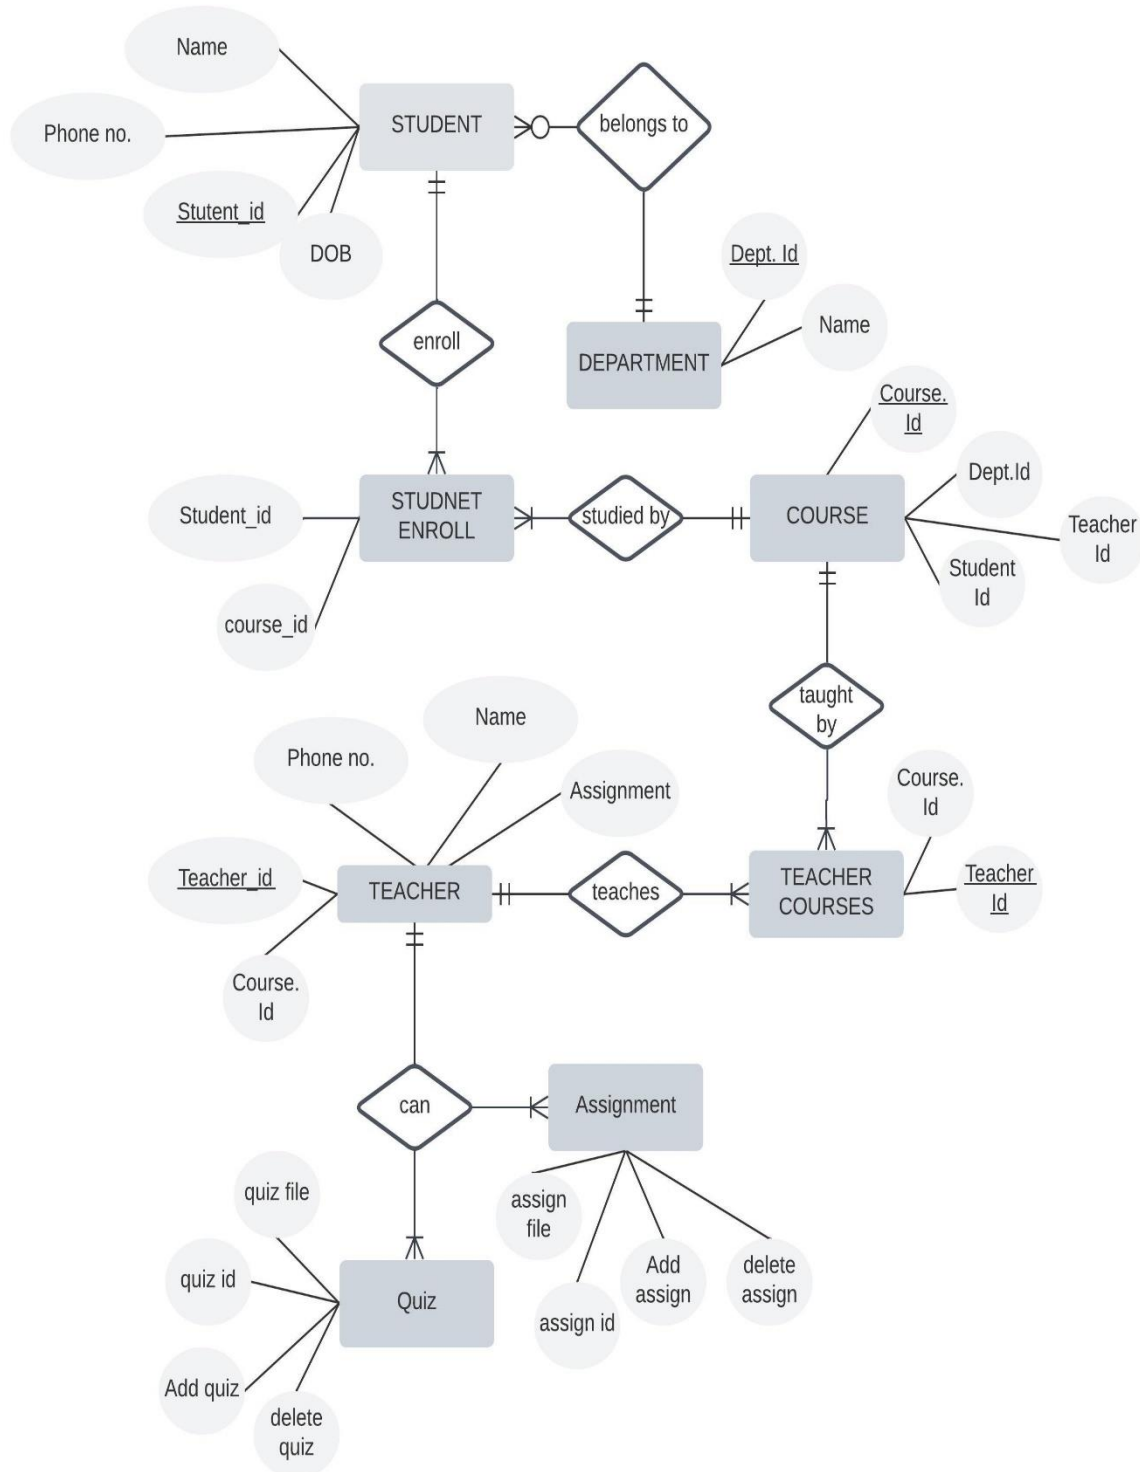 Name
STUDENT
belongs to
Phone no.
Stutent_id
DOB
Dept. Id
Name
enroll
DEPARTMENT
Course.
Id
Dept.Id
Student_id
STUDNET
ENROLL
studied by
COURSE
Teacher
Id
Student
Id
course_id
taught
by
Name
Phone no.
Assignment
Course.
Id
Teacher_id
TEACHER
teaches
TEACHER
COURSES
Teacher
Id
Course.
Id
can
Assignment
quiz file
assign
file
quiz id
Add
assign
delete
assign
Quiz
assign id
Add quiz
delete
quiz